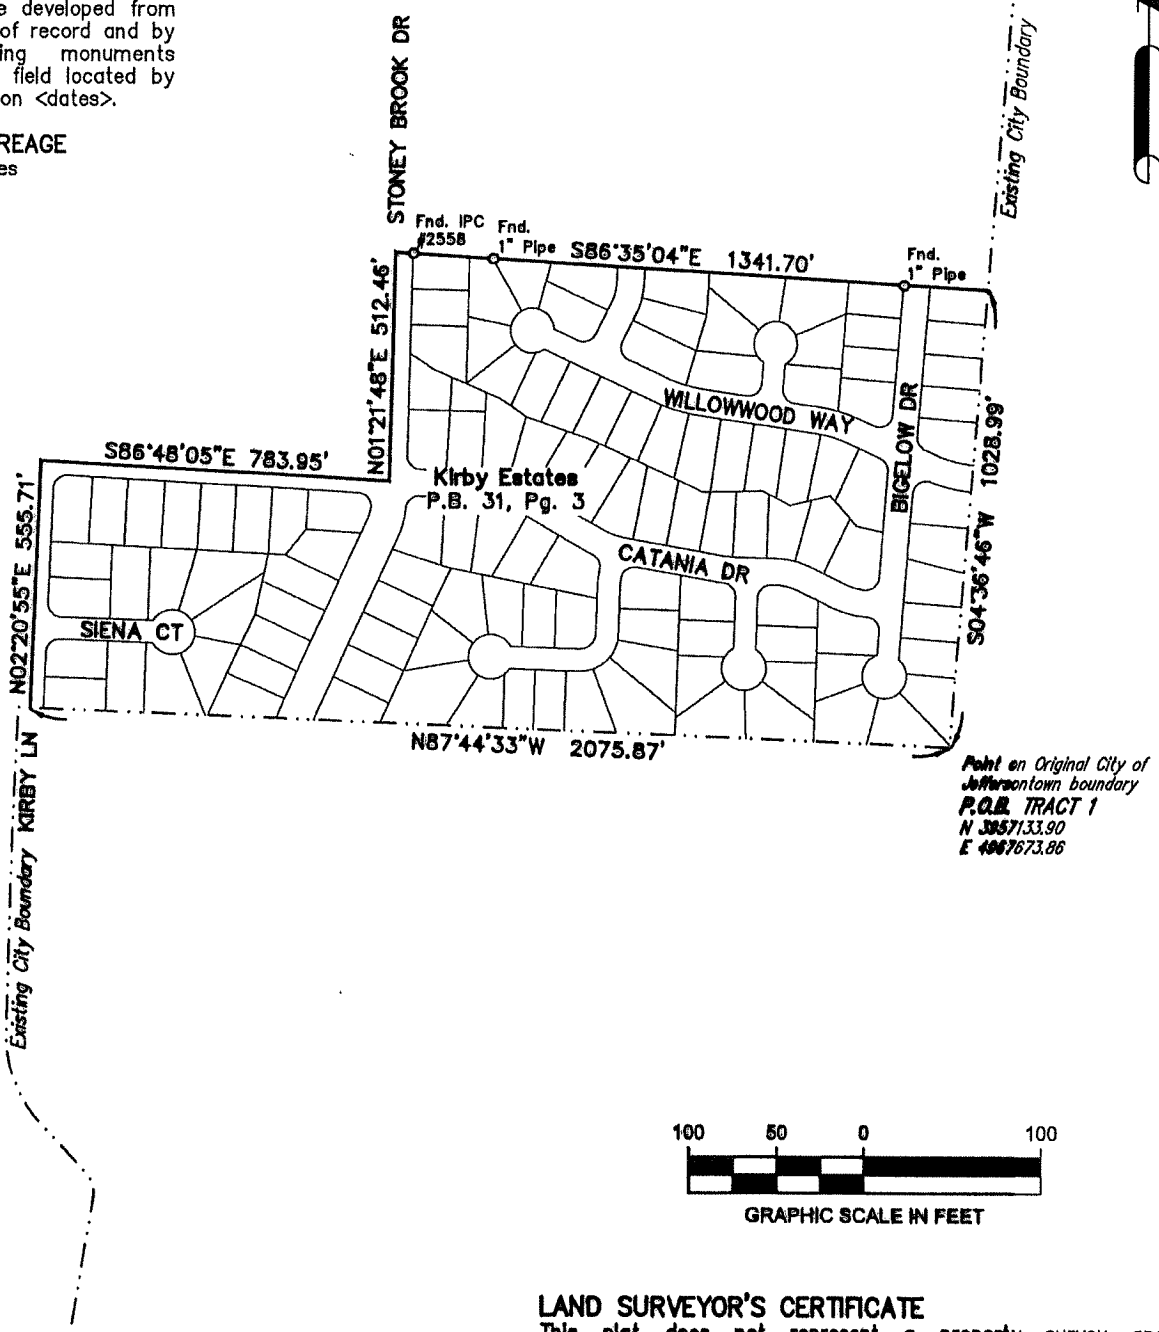 e developed from
of record and by
ing monuments
field located by
on <dates>.
REAGE
es
STONEY BROOK DR
Existing City Boundary
Fnd. IPC
#2558
Fnd.
1" Pipe
S86°35'04"E 1341.70'
Fnd.
1" Pipe
N01°21'48"E 512.46'
S86°48'05"E 783.95'
N02°20'55"E 555.71'
WILLOWWOOD WAY
BIGELOW DR
S04°36'46"W 1028.99'
Kirby Estates
P.B. 31, Pg. 3
CATANIA DR
SIENA CT
N87°44'33"W 2075.87'
KIRBY LN
Existing City Boundary
Point on Original City of
Jeffersontown boundary
P.O.B. TRACT 1
N 3957133.90
E 4967673.86
100 50 0 100
GRAPHIC SCALE IN FEET
LAND SURVEYOR'S CERTIFICATE
This plat does not represent a property survey